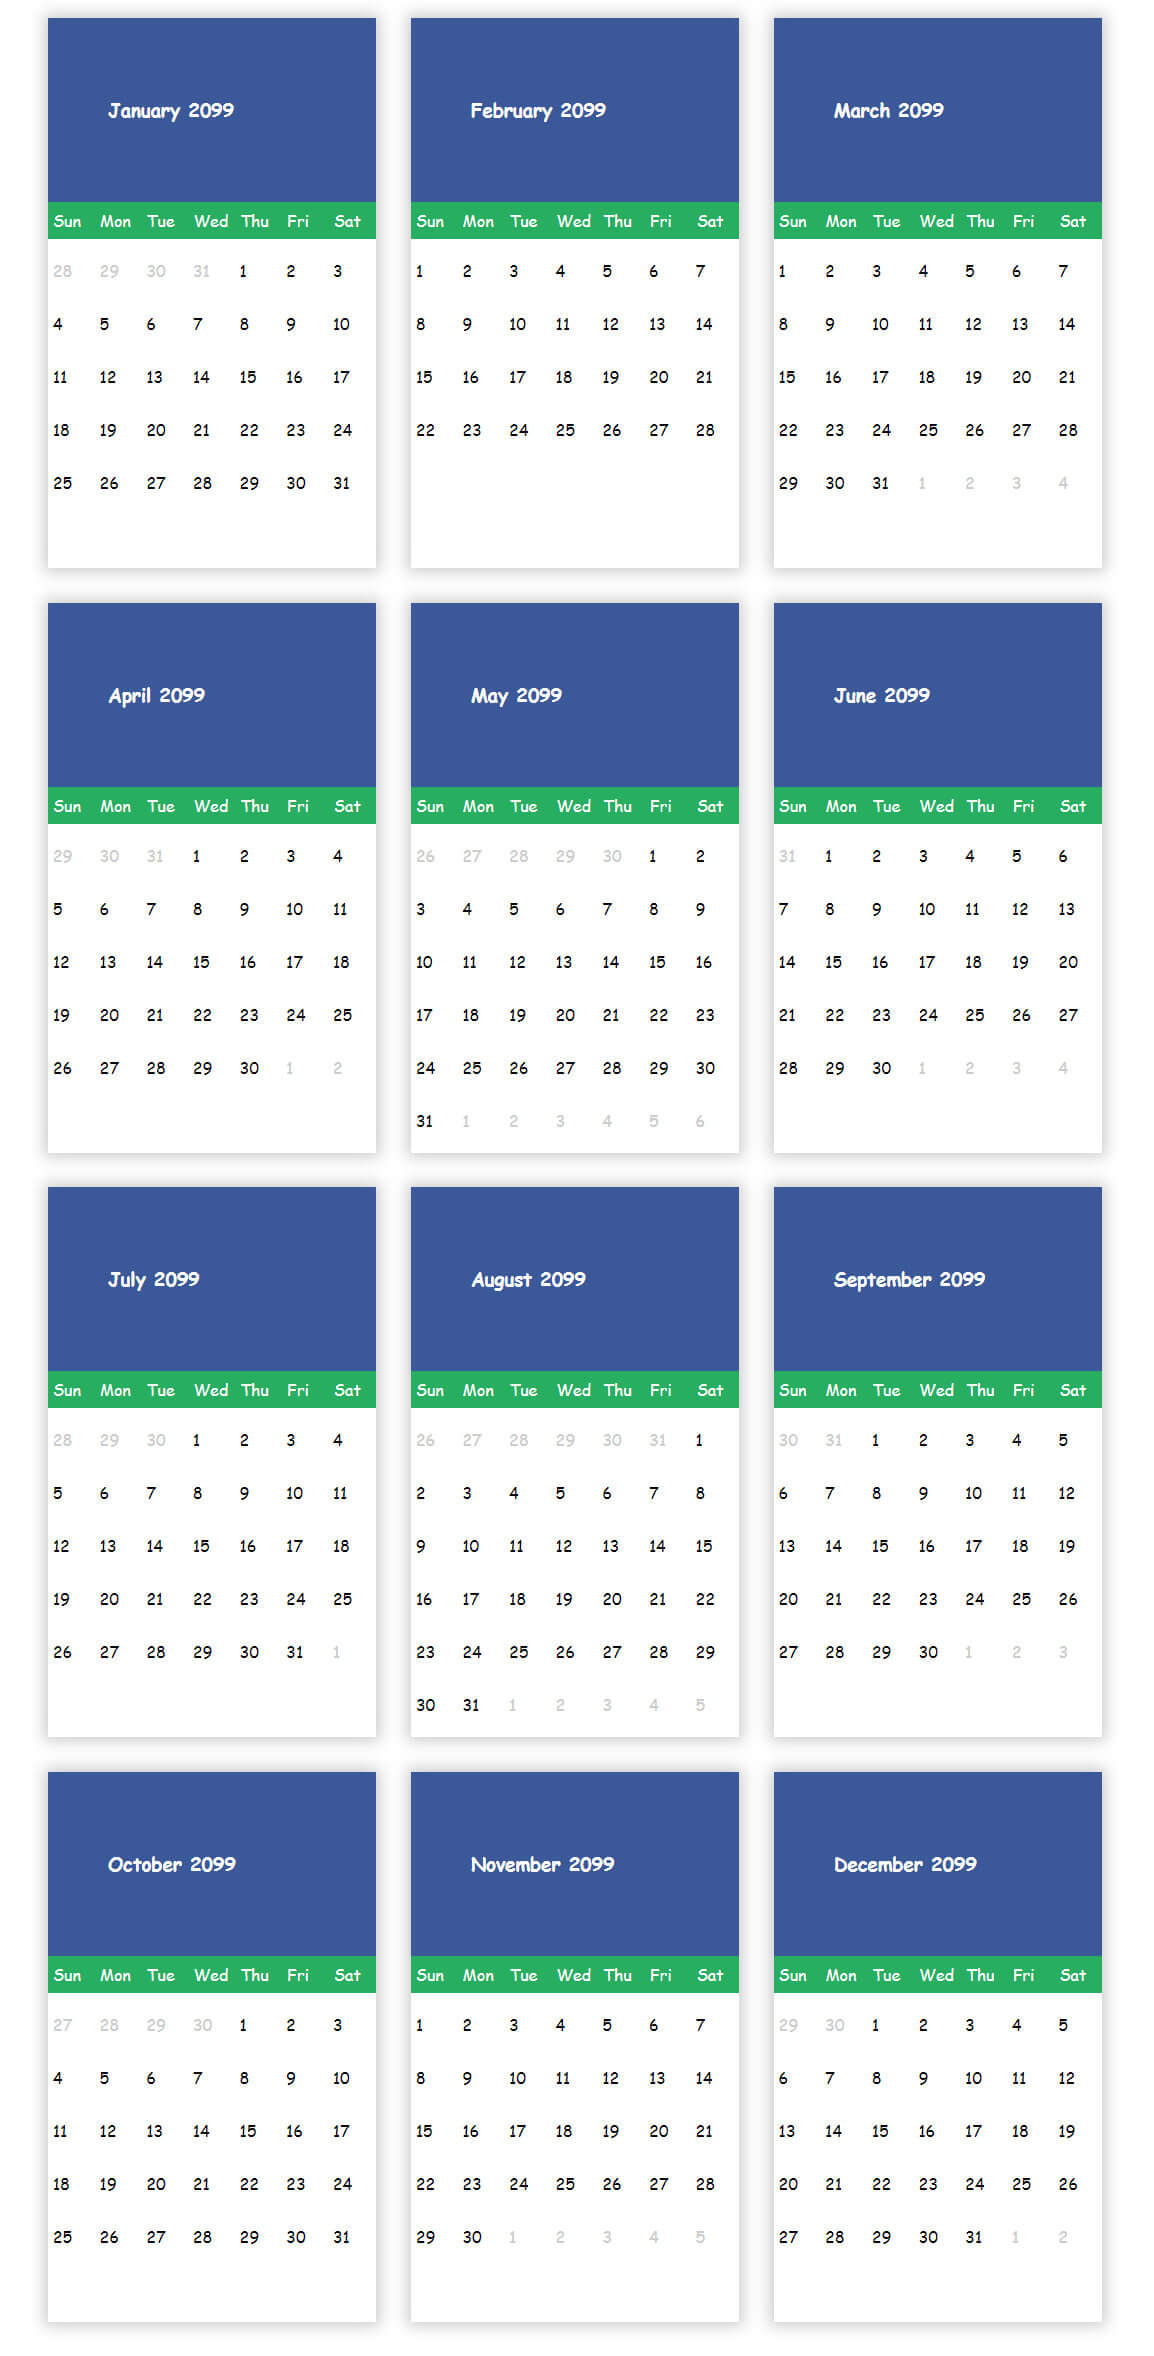 January 2099
Sun Mon Tue Wed Thu Fri Sat
28 29 30 31 1 2 3
4 5 6 7 8 9 10
11 12 13 14 15 16 17
18 19 20 21 22 23 24
25 26 27 28 29 30 31
February 2099
Sun Mon Tue Wed Thu Fri Sat
1 2 3 4 5 6 7
8 9 10 11 12 13 14
15 16 17 18 19 20 21
22 23 24 25 26 27 28
March 2099
Sun Mon Tue Wed Thu Fri Sat
1 2 3 4 5 6 7
8 9 10 11 12 13 14
15 16 17 18 19 20 21
22 23 24 25 26 27 28
29 30 31 1 2 3 4
April 2099
Sun Mon Tue Wed Thu Fri Sat
29 30 31 1 2 3 4
5 6 7 8 9 10 11
12 13 14 15 16 17 18
19 20 21 22 23 24 25
26 27 28 29 30 1 2
May 2099
Sun Mon Tue Wed Thu Fri Sat
26 27 28 29 30 1 2
3 4 5 6 7 8 9
10 11 12 13 14 15 16
17 18 19 20 21 22 23
24 25 26 27 28 29 30
31 1 2 3 4 5 6
June 2099
Sun Mon Tue Wed Thu Fri Sat
31 1 2 3 4 5 6
7 8 9 10 11 12 13
14 15 16 17 18 19 20
21 22 23 24 25 26 27
28 29 30 1 2 3 4
July 2099
Sun Mon Tue Wed Thu Fri Sat
28 29 30 1 2 3 4
5 6 7 8 9 10 11
12 13 14 15 16 17 18
19 20 21 22 23 24 25
26 27 28 29 30 31 1
August 2099
Sun Mon Tue Wed Thu Fri Sat
26 27 28 29 30 31 1
2 3 4 5 6 7 8
9 10 11 12 13 14 15
16 17 18 19 20 21 22
23 24 25 26 27 28 29
30 31 1 2 3 4 5
September 2099
Sun Mon Tue Wed Thu Fri Sat
30 31 1 2 3 4 5
6 7 8 9 10 11 12
13 14 15 16 17 18 19
20 21 22 23 24 25 26
27 28 29 30 1 2 3
October 2099
Sun Mon Tue Wed Thu Fri Sat
27 28 29 30 1 2 3
4 5 6 7 8 9 10
11 12 13 14 15 16 17
18 19 20 21 22 23 24
25 26 27 28 29 30 31
November 2099
Sun Mon Tue Wed Thu Fri Sat
1 2 3 4 5 6 7
8 9 10 11 12 13 14
15 16 17 18 19 20 21
22 23 24 25 26 27 28
29 30 1 2 3 4 5
December 2099
Sun Mon Tue Wed Thu Fri Sat
29 30 1 2 3 4 5
6 7 8 9 10 11 12
13 14 15 16 17 18 19
20 21 22 23 24 25 26
27 28 29 30 31 1 2